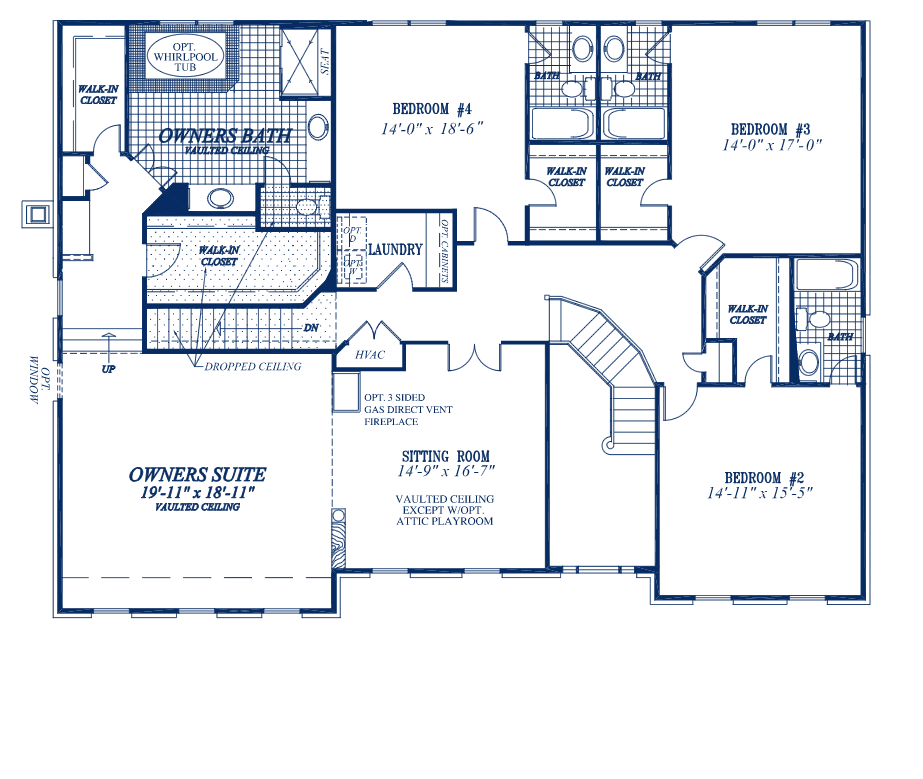 OPT.
WHIRLPOOL
TUB
SEAT
WALK-IN
CLOSET
OWNERS BATH
VAULTED CEILING
BEDROOM #4
14'-0" x 18'-6"
BATH
BATH
BEDROOM #3
14'-0" x 17'-0"
WALK-IN
CLOSET
WALK-IN
CLOSET
WALK-IN
CLOSET
OPT.
D
OPT.
W
LAUNDRY
OPT. CABINETS
DN
UP
DROPPED CEILING
HVAC
WALK-IN
CLOSET
BATH
OPT.
WINDOW
OPT. 3 SIDED
GAS DIRECT VENT
FIREPLACE
OWNERS SUITE
19'-11" x 18'-11"
VAULTED CEILING
SITTING ROOM
14'-9" x 16'-7"
VAULTED CEILING
EXCEPT W/OPT.
ATTIC PLAYROOM
BEDROOM #2
14'-11" x 15'-5"